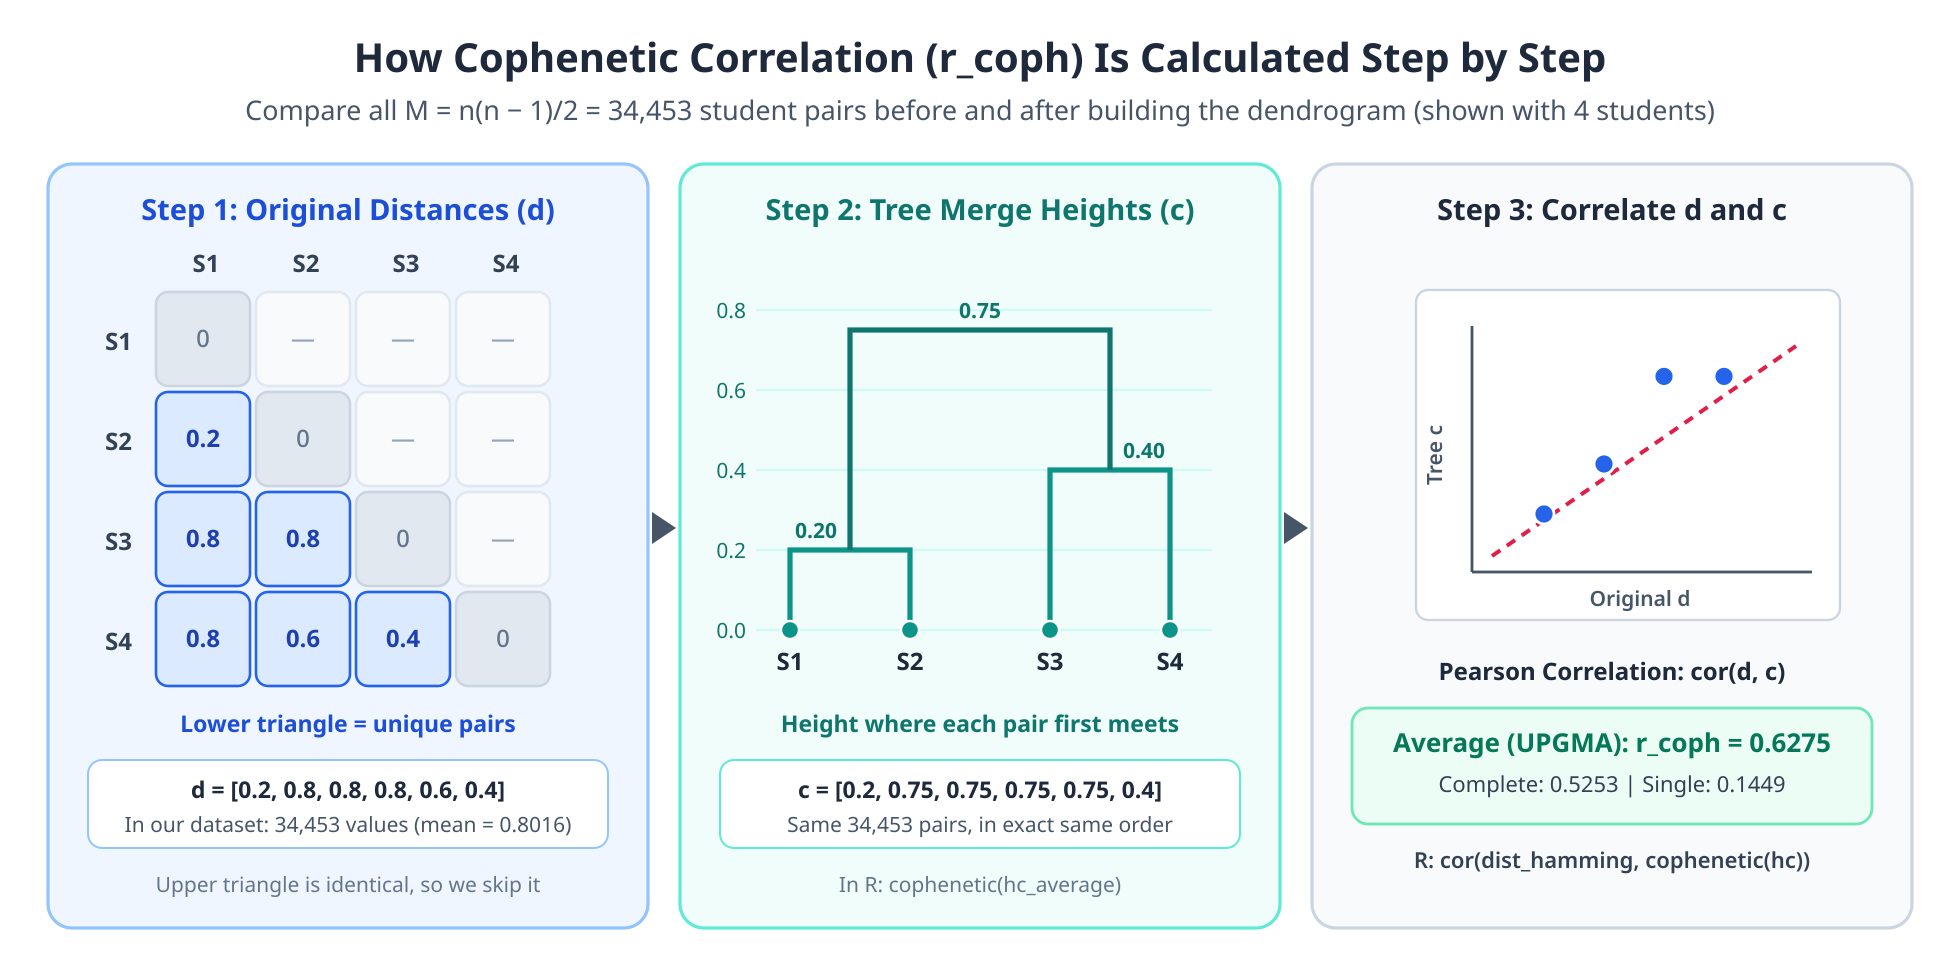 How Cophenetic Correlation (r_coph) Is Calculated Step by Step
Compare all M = n(n − 1)/2 = 34,453 student pairs before and after building the dendrogram (shown with 4 students)
Step 1: Original Distances (d)
S1 S2 S3 S4
S1 0 — — —
S2 0.2 0 — —
S3 0.8 0.8 0 —
S4 0.8 0.6 0.4 0
Lower triangle = unique pairs
d = [0.2, 0.8, 0.8, 0.8, 0.6, 0.4]
In our dataset: 34,453 values (mean = 0.8016)
Upper triangle is identical, so we skip it
Step 2: Tree Merge Heights (c)
0.8
0.75
0.6
0.40
0.4
0.20
0.2
0.0
S1 S2 S3 S4
Height where each pair first meets
c = [0.2, 0.75, 0.75, 0.75, 0.75, 0.4]
Same 34,453 pairs, in exact same order
In R: cophenetic(hc_average)
Step 3: Correlate d and c
Tree c
Original d
Pearson Correlation: cor(d, c)
Average (UPGMA): r_coph = 0.6275
Complete: 0.5253 | Single: 0.1449
R: cor(dist_hamming, cophenetic(hc))